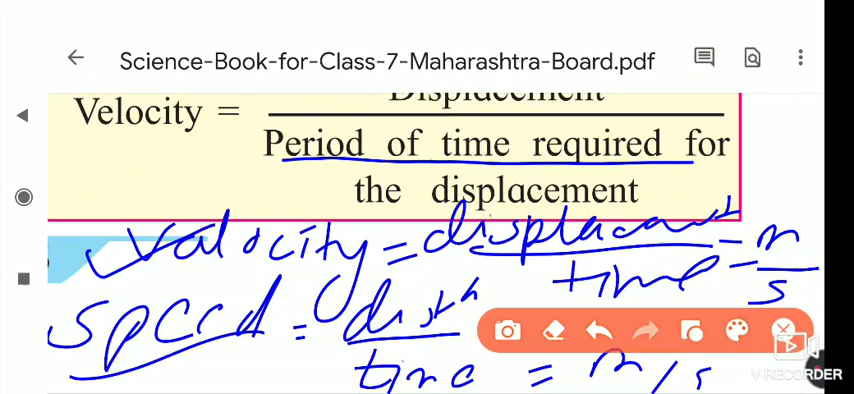 Science-Book-for-Class-7-Maharashtra-Board.pdf
Displacement
Velocity =
Period of time required for
the displacement
velocity = displacement = m
time s
speed = dist
time = m/s
V RECORDER